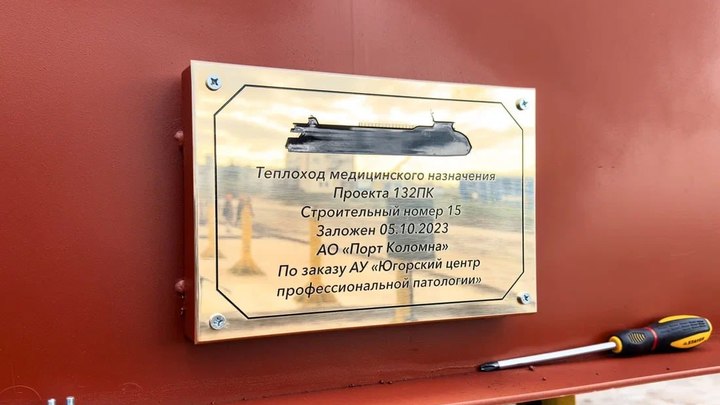 Теплоход медицинского назначения
Проекта 132ПК
Строительный номер 15
Заложен 05.10.2023
АО «Порт Коломна»
По заказу АУ «Югорский центр
профессиональной патологии»